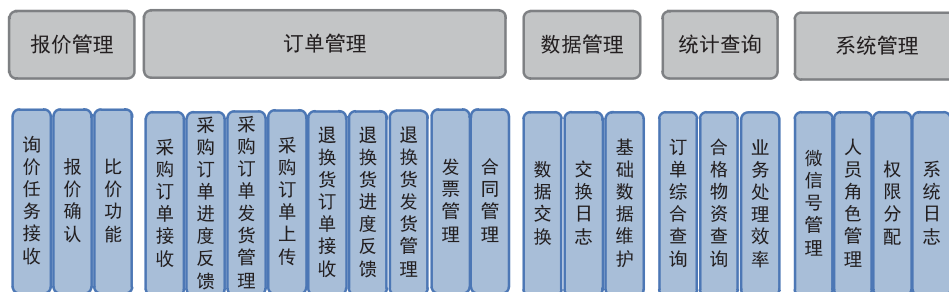 报价管理
订单管理
数据管理
统计查询
系统管理
询价任务接收
报价确认
比价功能
采购订单接收
采购订单进度反馈
采购订单发货管理
采购订单上传
退换货订单接收
退换货进度反馈
退换货发货管理
发票管理
合同管理
数据交换
交换日志
基础数据维护
订单综合查询
合格物资查询
业务处理效率
微信号管理
人员角色管理
权限分配
系统日志